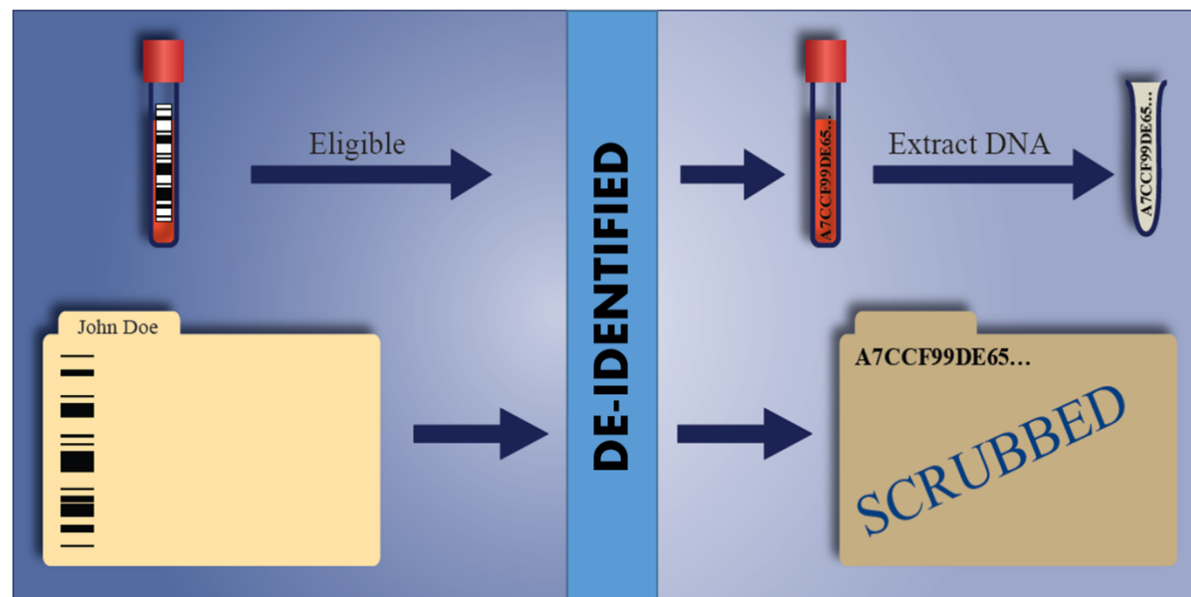 Eligible
DE-IDENTIFIED
A7CCF99DE65...
Extract DNA
A7CCF99DE65...
John Doe
A7CCF99DE65...
SCRUBBED